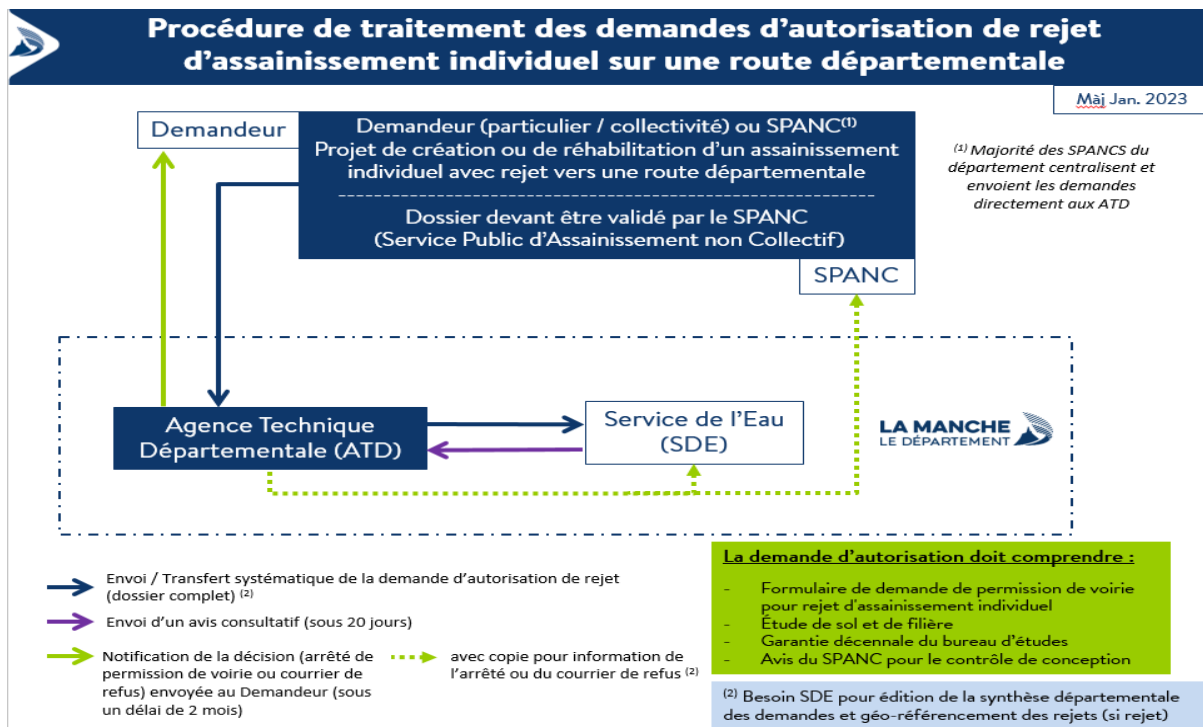 Procédure de traitement des demandes d’autorisation de rejet
d’assainissement individuel sur une route départementale
Màj Jan. 2023
Demandeur
Demandeur (particulier / collectivité) ou SPANC(1)
Projet de création ou de réhabilitation d’un assainissement
individuel avec rejet vers une route départementale
Dossier devant être validé par le SPANC
(Service Public d’Assainissement non Collectif)
SPANC
(1) Majorité des SPANCS du
département centralisent et
envoient les demandes
directement aux ATD
Agence Technique
Départementale (ATD)
Service de l’Eau
(SDE)
LA MANCHE
LE DÉPARTEMENT
Envoi / Transfert systématique de la demande d’autorisation de rejet
(dossier complet) (2)
Envoi d’un avis consultatif (sous 20 jours)
Notification de la décision (arrêté de
permission de voirie ou courrier de
refus) envoyée au Demandeur (sous
un délai de 2 mois)
avec copie pour information de
l’arrêté ou du courrier de refus (2)
La demande d’autorisation doit comprendre :
- Formulaire de demande de permission de voirie
pour rejet d'assainissement individuel
- Étude de sol et de filière
- Garantie décennale du bureau d’études
- Avis du SPANC pour le contrôle de conception
(2) Besoin SDE pour édition de la synthèse départementale
des demandes et géo-référencement des rejets (si rejet)